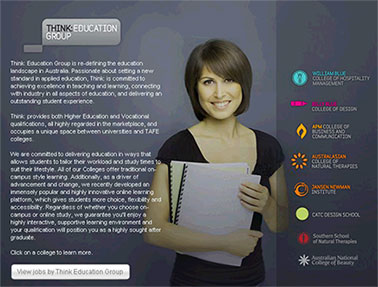 THINK:EDUCATION
GROUP
Think: Education Group is re-defining the education
landscape in Australia. Passionate about setting a new
standard in applied education, Think: is committed to
achieving excellence in teaching and learning, connecting
with industry in all aspects of education, and delivering an
outstanding student experience.
Think: provides both Higher Education and Vocational
qualifications, all highly regarded in the marketplace, and
occupies a unique space between universities and TAFE
colleges.
We are committed to delivering education in ways that
allows students to tailor their workload and study times to
suit their lifestyle. All of our Colleges offer traditional on-
campus style learning. Additionally, as a driver of
advancement and change, we recently developed an
immensely popular and highly innovative online learning
platform, which gives students more choice, flexibility and
accessibility. Regardless of whether you choose on-
campus or online study, we guarantee you'll enjoy a
highly interactive, supportive learning environment and
your qualification will position you as a highly sought after
graduate.
Click on a college to learn more.
View jobs by Think Education Group
WILLIAM BLUE
COLLEGE OF HOSPITALITY
MANAGEMENT
COLLEGE OF DESIGN
APM COLLEGE OF
BUSINESS AND
COMMUNICATION
AUSTRALASIAN
COLLEGE OF
NATURAL THERAPIES
JANSEN NEWMAN
INSTITUTE
CATC DESIGN SCHOOL
Southern School
of Natural Therapies
Australian National
College of Beauty